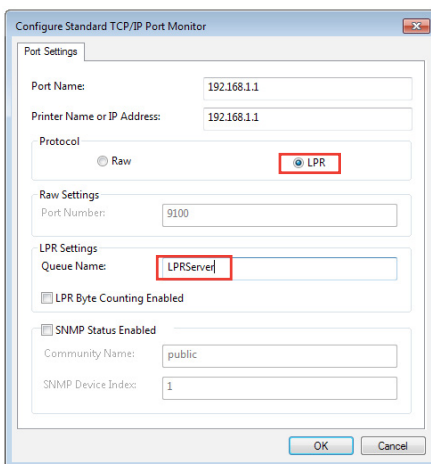 Configure Standard TCP/IP Port Monitor
Port Settings
Port Name: 192.168.1.1
Printer Name or IP Address: 192.168.1.1
Protocol
Raw LPR
Raw Settings
Port Number: 9100
LPR Settings
Queue Name: LPRServer
LPR Byte Counting Enabled
SNMP Status Enabled
Community Name: public
SNMP Device Index: 1
OK Cancel